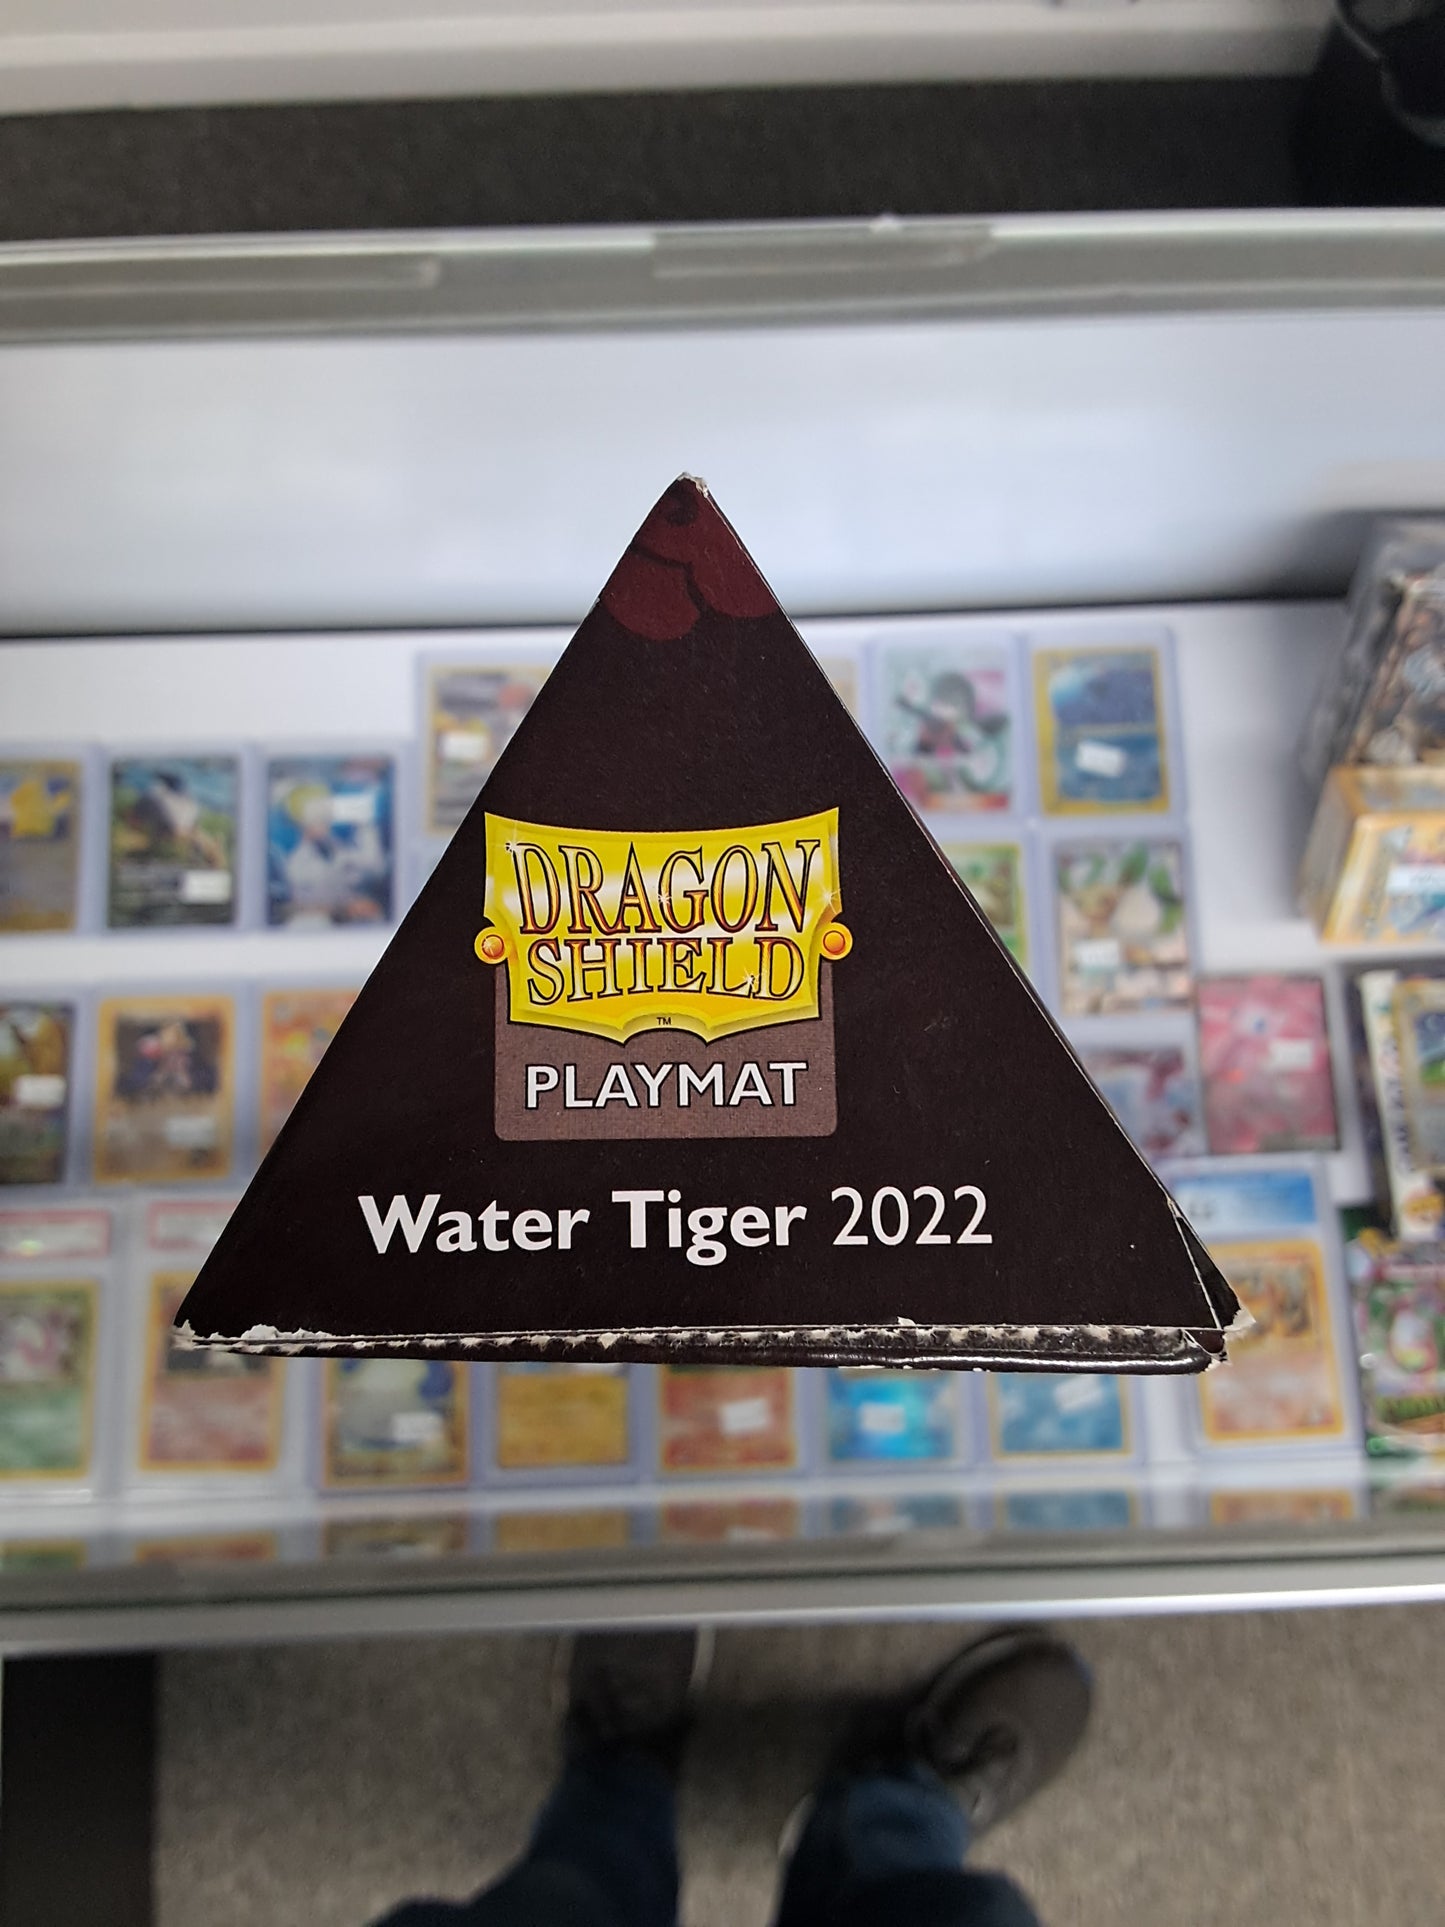 DRAGON
SHIELD
TM
PLAYMAT
Water Tiger 2022